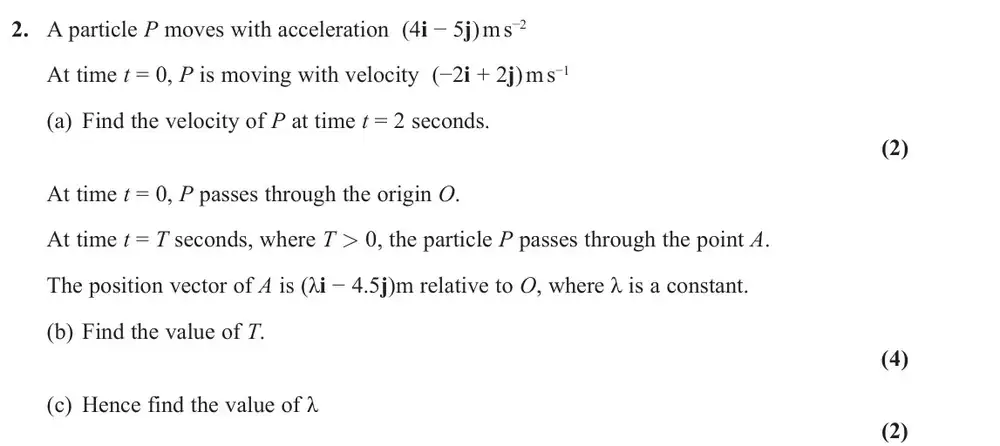 2. A particle P moves with acceleration (4i − 5j) m s⁻²
At time t = 0, P is moving with velocity (−2i + 2j) m s⁻¹
(a) Find the velocity of P at time t = 2 seconds.
(2)
At time t = 0, P passes through the origin O.
At time t = T seconds, where T > 0, the particle P passes through the point A.
The position vector of A is (λi − 4.5j)m relative to O, where λ is a constant.
(b) Find the value of T.
(4)
(c) Hence find the value of λ
(2)